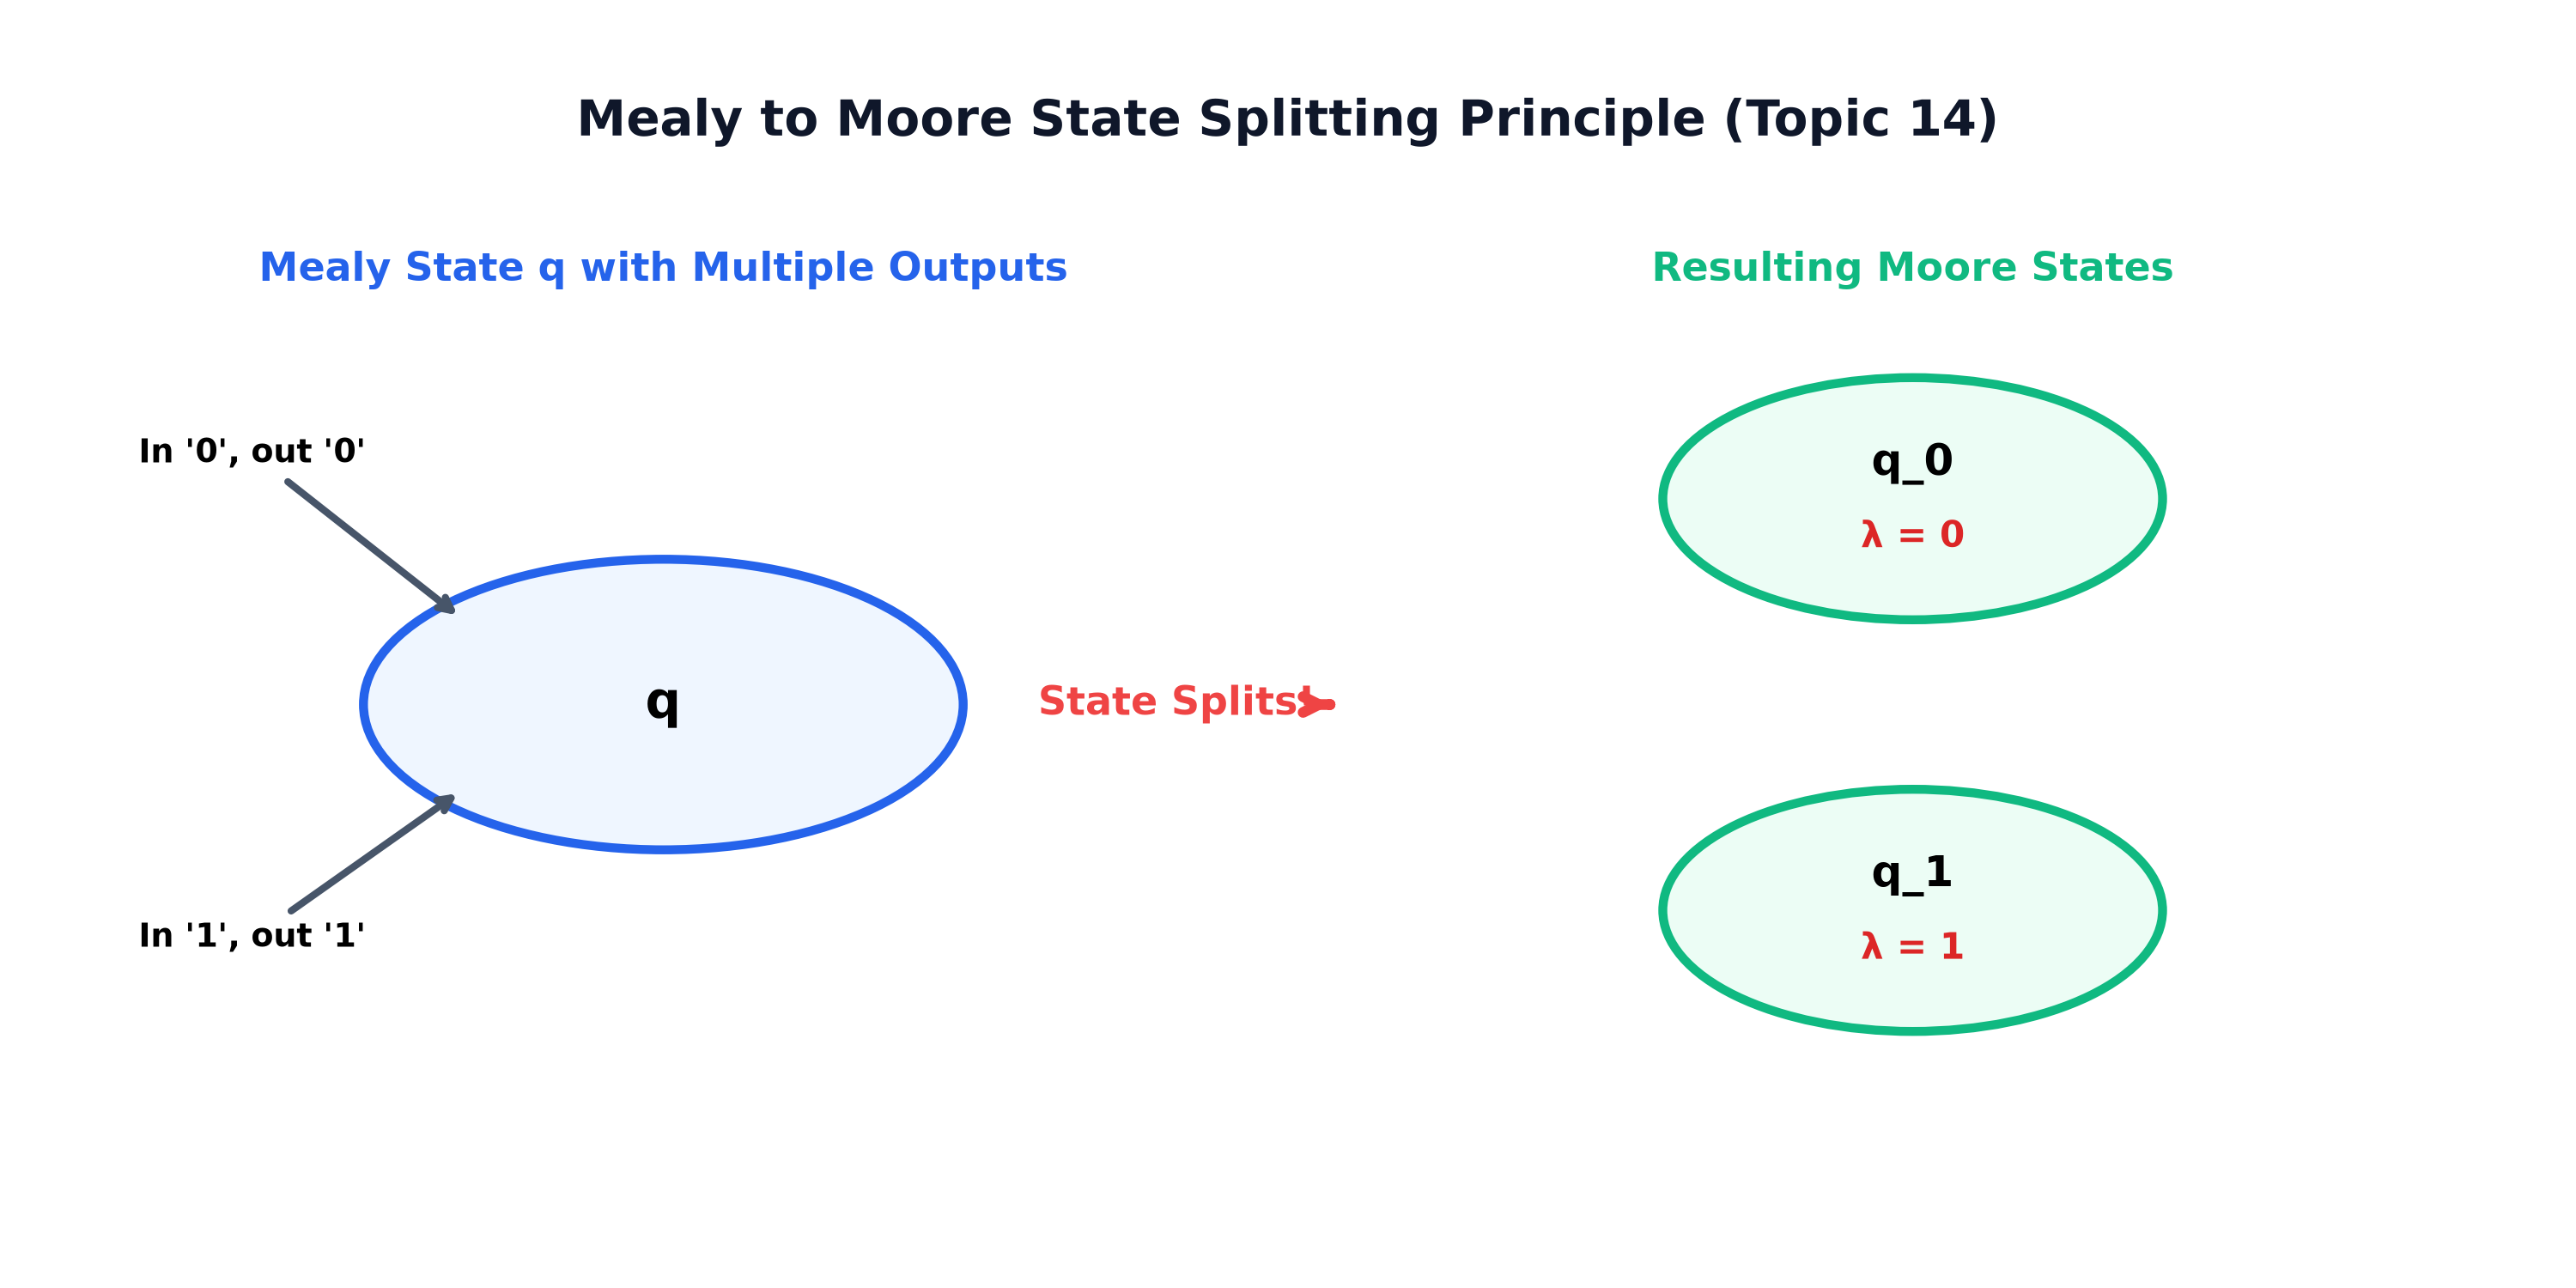 Mealy to Moore State Splitting Principle (Topic 14)
Mealy State q with Multiple Outputs
Resulting Moore States
In '0', out '0'
q_0
λ = 0
q
State Splits!
q_1
λ = 1
In '1', out '1'